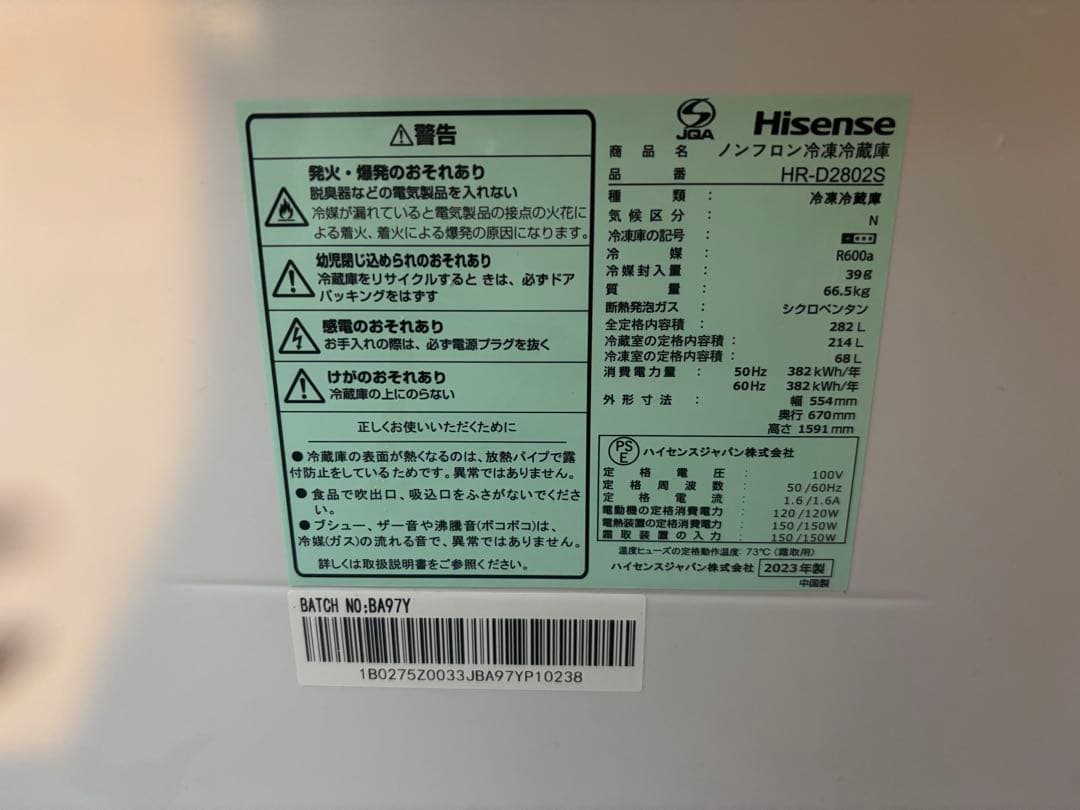 警告
発火・爆発のおそれあり
脱臭器などの電気製品を入れない
冷媒が漏れていると電気製品の接点の火花に
よる着火、着火による爆発の原因になります。
幼児閉じ込められのおそれあり
冷蔵庫をリサイクルするときは、必ずドア
パッキングをはずす
感電のおそれあり
お手入れの際は、必ず電源プラグを抜く
けがのおそれあり
冷蔵庫の上にのらない
正しくお使いいただくために
●冷蔵庫の表面が熱くなるのは、放熱パイプで露
付防止をしているためです。異常ではありません。
●食品で吹出口、吸込口をふさがないでくださ
い。
●ブシュー、ザー音や沸騰音(ポコポコ)は、
冷媒(ガス)の流れる音で、異常ではありません。
詳しくは取扱説明書をご参照ください。
JQA Hisense
商品名 ノンフロン冷凍冷蔵庫
品番 HR-D2802S
種類 : 冷凍冷蔵庫
気候区分 : N
冷凍庫の記号 :
冷媒 : R600a
冷媒封入量 : 39g
質量 : 66.5kg
断熱発泡ガス : シクロペンタン
全定格内容積 : 282L
冷蔵室の定格内容積 : 214L
冷凍室の定格内容積 : 68L
消費電力量 : 50Hz 382kWh/年
60Hz 382kWh/年
外形寸法 : 幅 554mm
奥行 670mm
高さ 1591mm
PSE ハイセンスジャパン株式会社
定格電圧 : 100V
定格周波数 : 50/60Hz
定格電流 : 1.6/1.6A
電動機の定格消費電力 : 120/120W
電熱装置の定格消費電力 : 150/150W
霜取装置の入力 : 150/150W
温度ヒューズの定格動作温度: 73℃(霜取用)
ハイセンスジャパン株式会社 2023年製
中国製
BATCH NO:BA97Y
1B0275Z0033JBA97YP10238